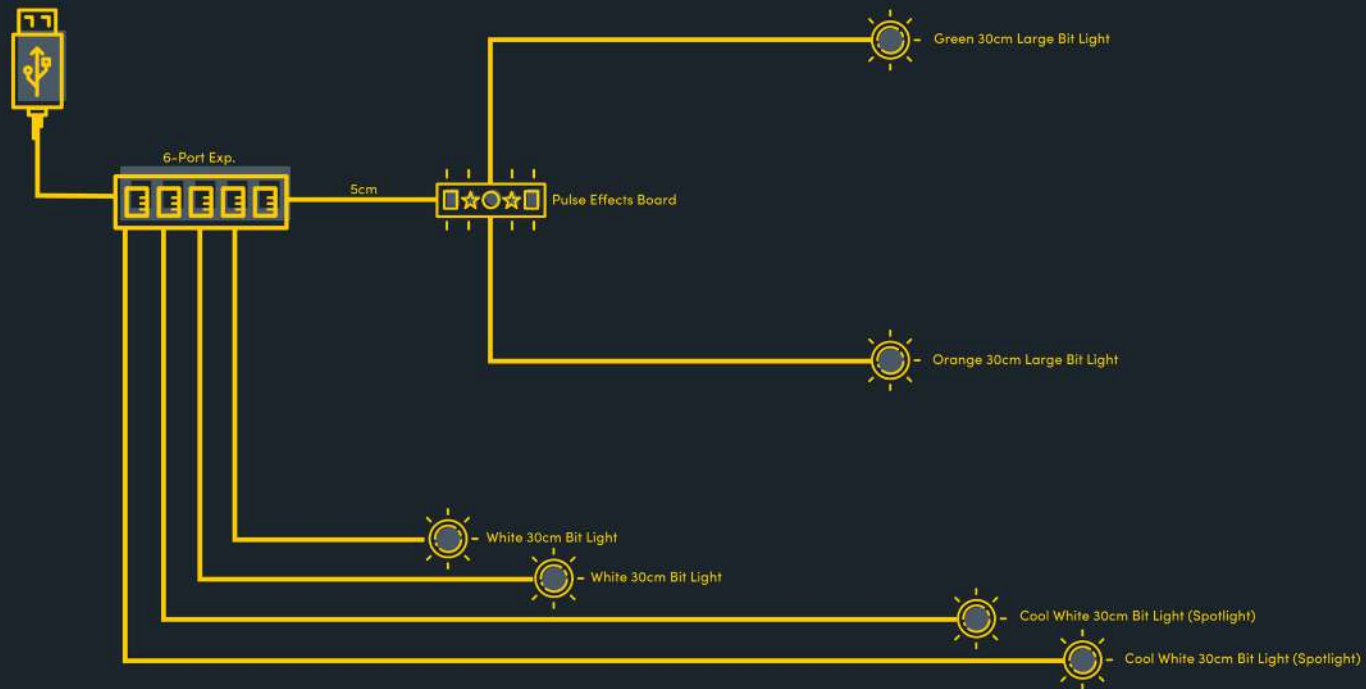 Green 30cm Large Bit Light
6-Port Exp.
5cm
Pulse Effects Board
Orange 30cm Large Bit Light
White 30cm Bit Light
White 30cm Bit Light
Cool White 30cm Bit Light (Spotlight)
Cool White 30cm Bit Light (Spotlight)